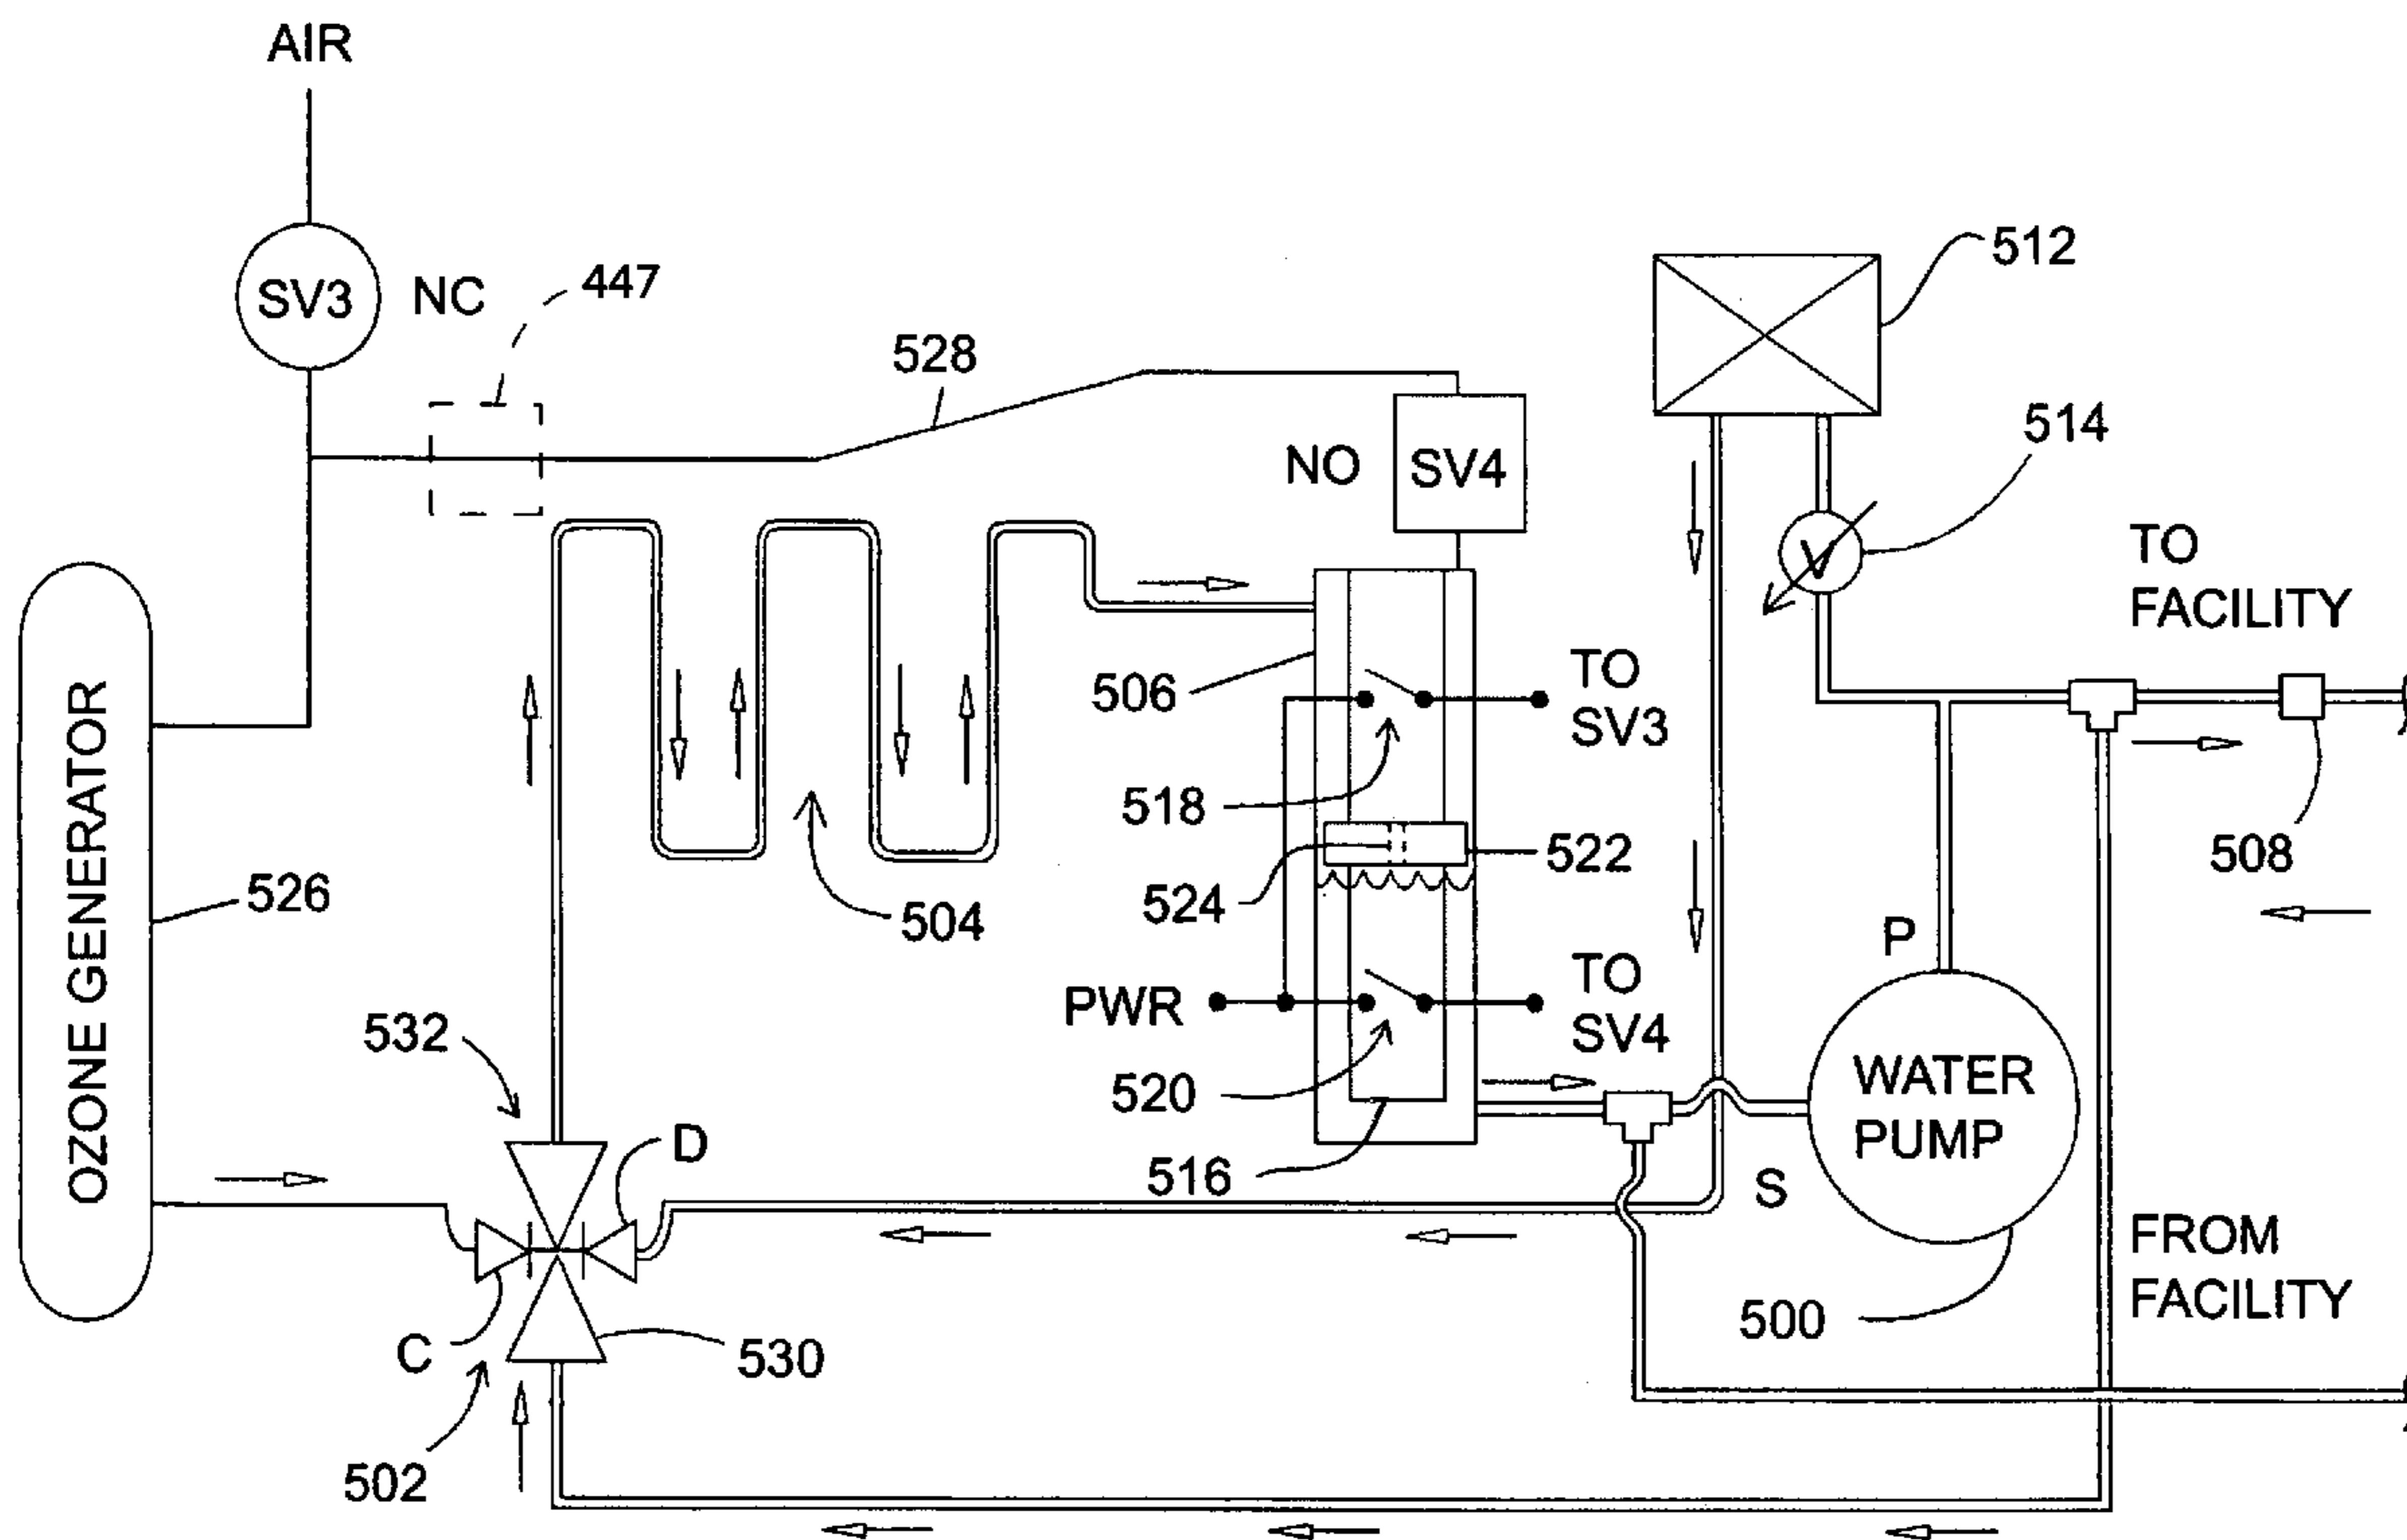 AIR
SV3
NC
447
528
512
514
NO
SV4
V
TO
FACILITY
506
TO
SV3
518
522
524
508
504
526
OZONE GENERATOR
P
PWR
TO
SV4
532
520
WATER
PUMP
D
516
S
FROM
FACILITY
500
C
530
502